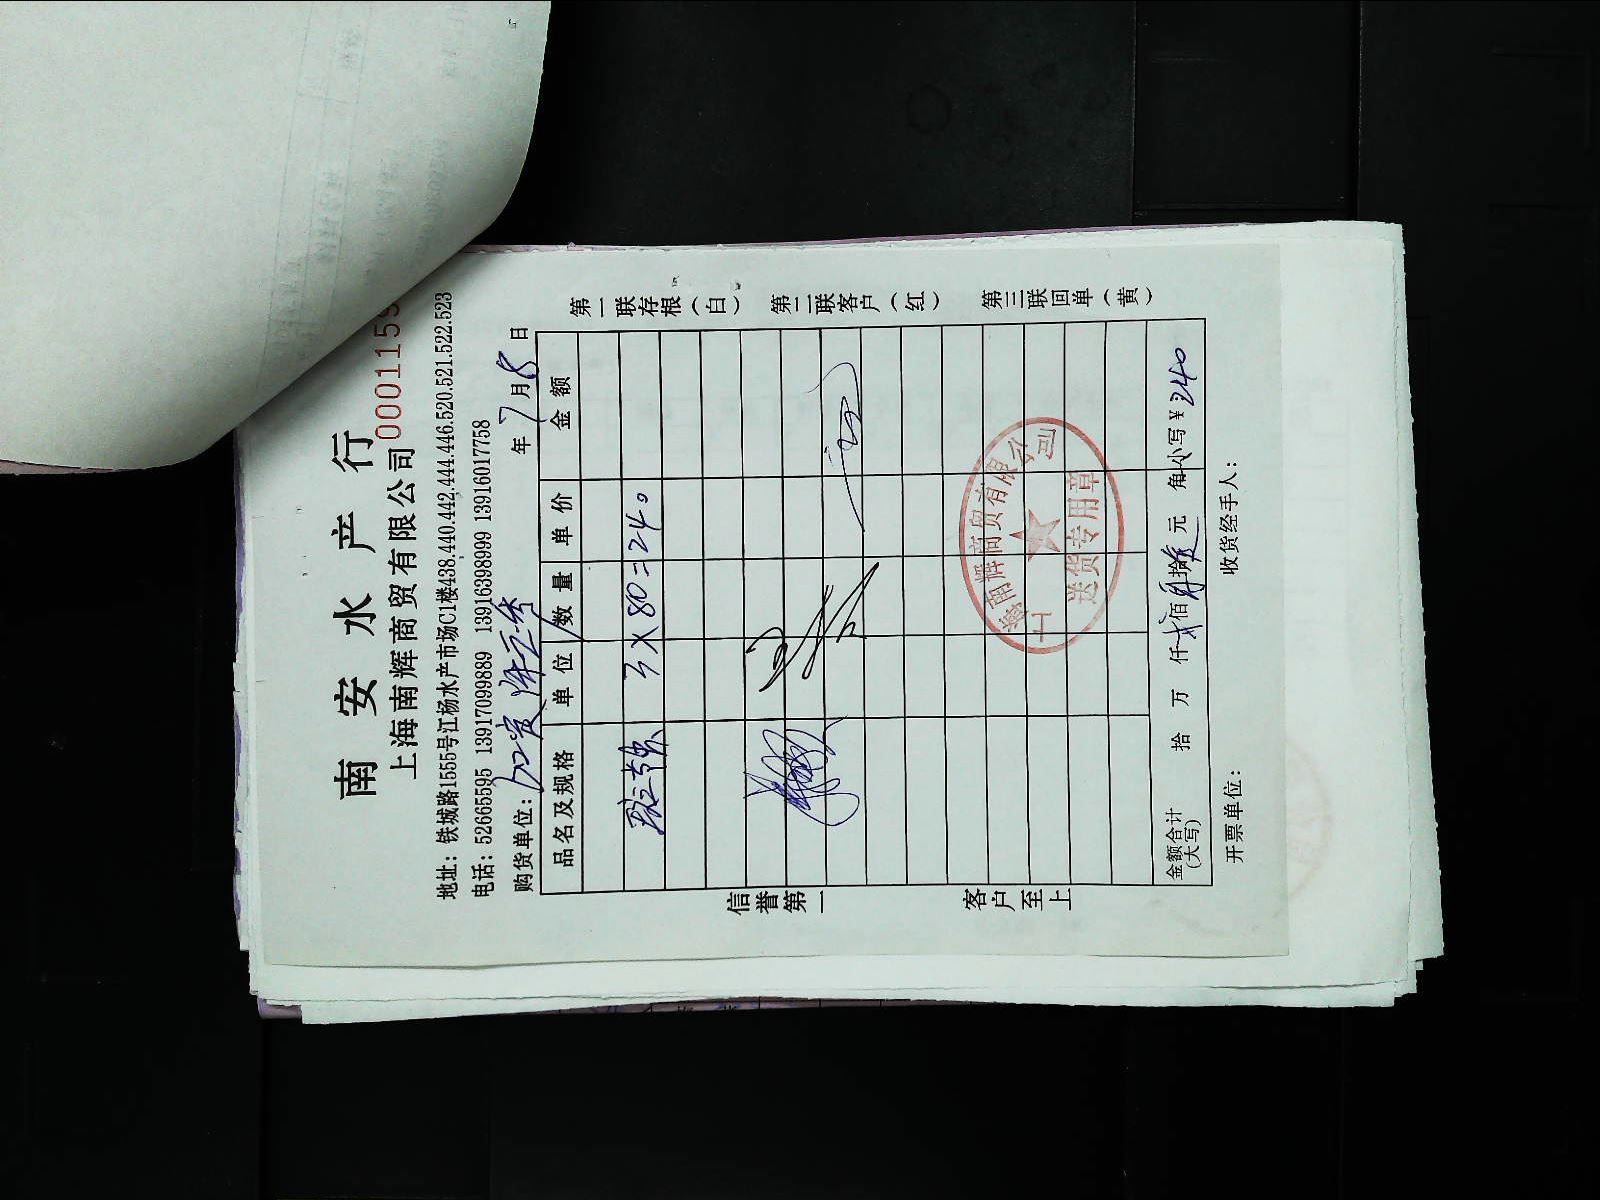 南安水产行
上海南辉商贸有限公司 0001159
地址: 铁城路1555号江杨水产市场C1楼438.440.442.444.446.520.521.522.523
电话: 52665595 13917099889 13916398999 13916017758
购货单位: 年 7 月 8 日
品名及规格 单位 数量 单价 金额
3×80=240
金额合计(大写) 拾 万 仟 贰佰 肆拾 元 角 小写¥ 240
开票单位: 收货经手人:
信誉第一
客户至上
第一联存根(白)
第二联客户(红)
第三联回单(黄)
上海南辉商贸有限公司
送货专用章